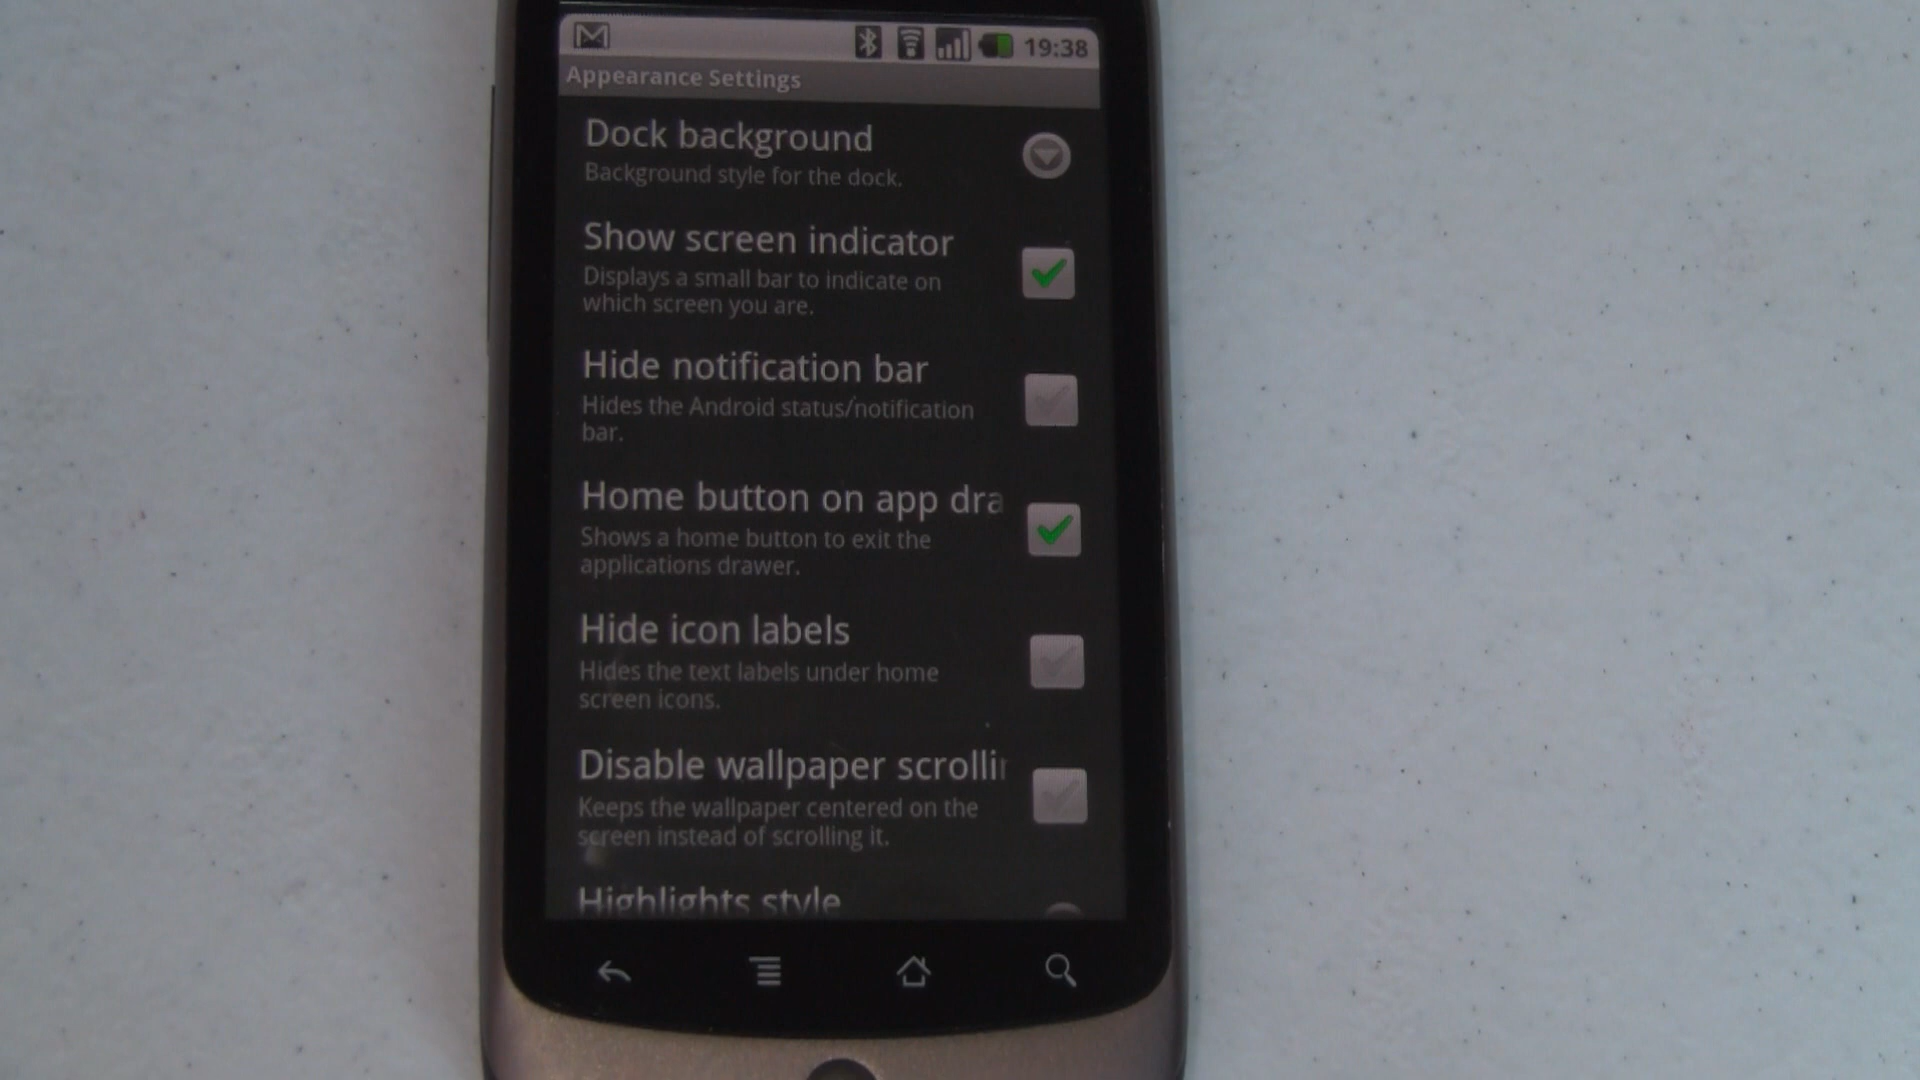 19:38
Appearance Settings
Dock background
Background style for the dock.
Show screen indicator
Displays a small bar to indicate on
which screen you are.
Hide notification bar
Hides the Android status/notification
bar.
Home button on app dra
Shows a home button to exit the
applications drawer.
Hide icon labels
Hides the text labels under home
screen icons.
Disable wallpaper scrollin
Keeps the wallpaper centered on the
screen instead of scrolling it.
Highlights style